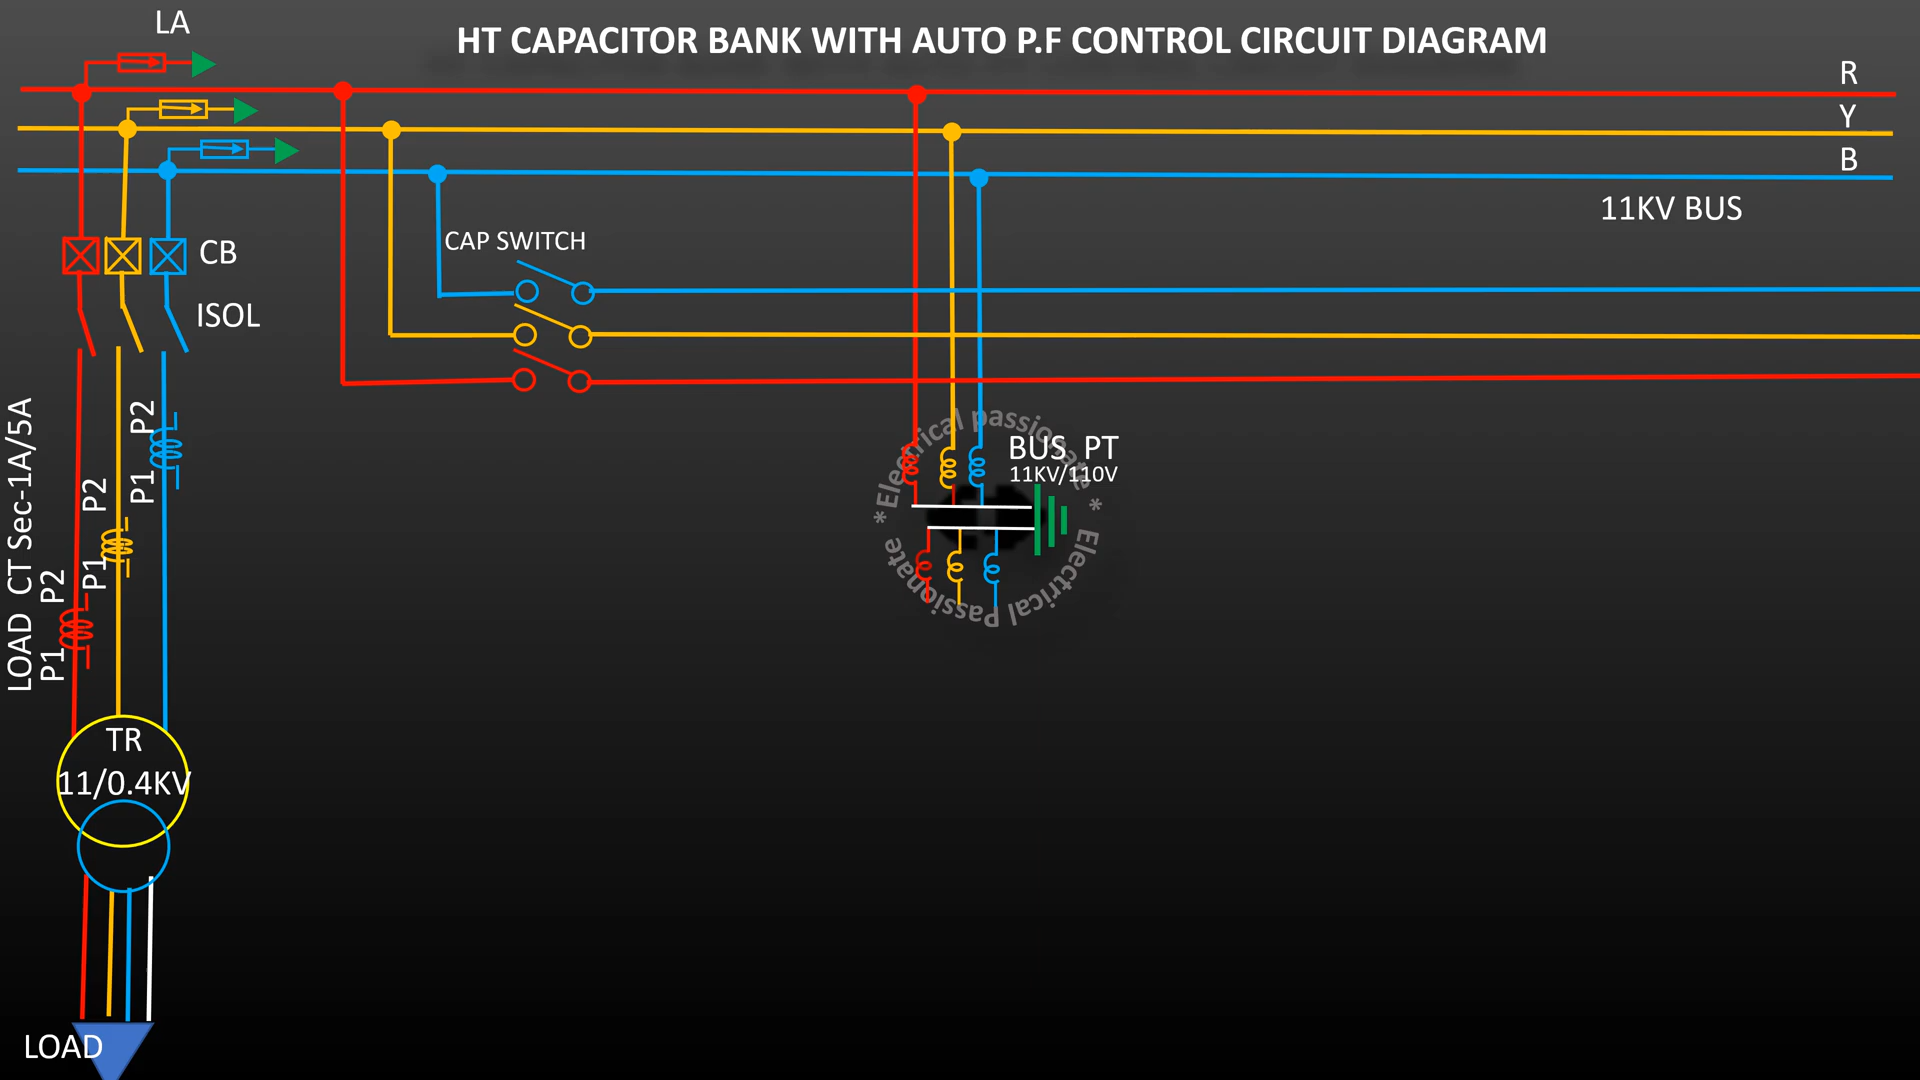 LA
HT CAPACITOR BANK WITH AUTO P.F CONTROL CIRCUIT DIAGRAM
R
Y
B
11KV BUS
CB
CAP SWITCH
ISOL
LOAD CT Sec-1A/5A
P1 P2
P1 P2
P1 P2
BUS PT
11KV/110V
*Electrical passionate *
Electrical Passionate
TR
11/0.4KV
LOAD